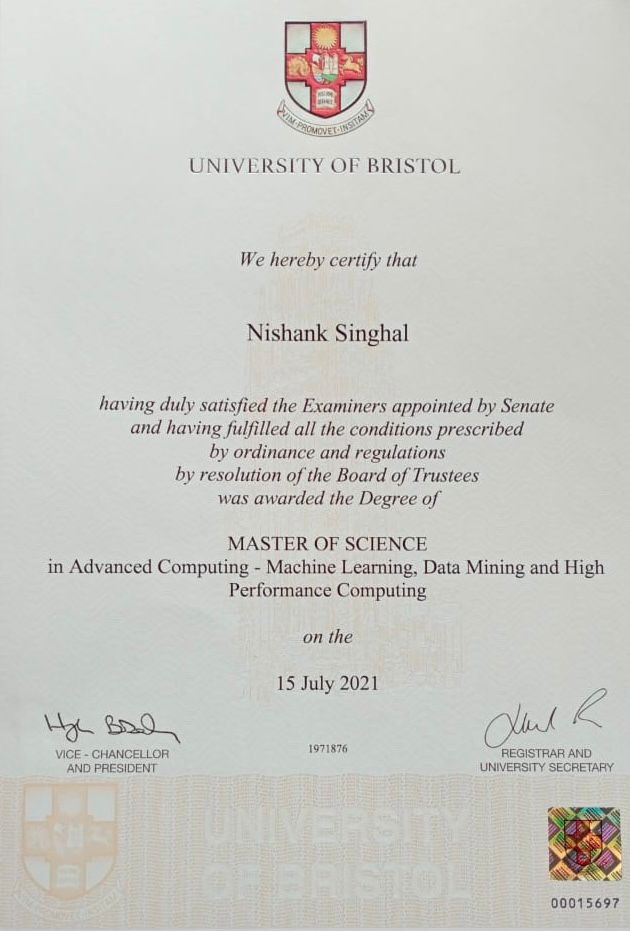 VIM·PROMOVET·INSITAM
UNIVERSITY OF BRISTOL
We hereby certify that
Nishank Singhal
having duly satisfied the Examiners appointed by Senate
and having fulfilled all the conditions prescribed
by ordinance and regulations
by resolution of the Board of Trustees
was awarded the Degree of
MASTER OF SCIENCE
in Advanced Computing - Machine Learning, Data Mining and High
Performance Computing
on the
15 July 2021
VICE - CHANCELLOR
AND PRESIDENT
1971876
REGISTRAR AND
UNIVERSITY SECRETARY
UNIVERSITY
OF BRISTOL
00015697